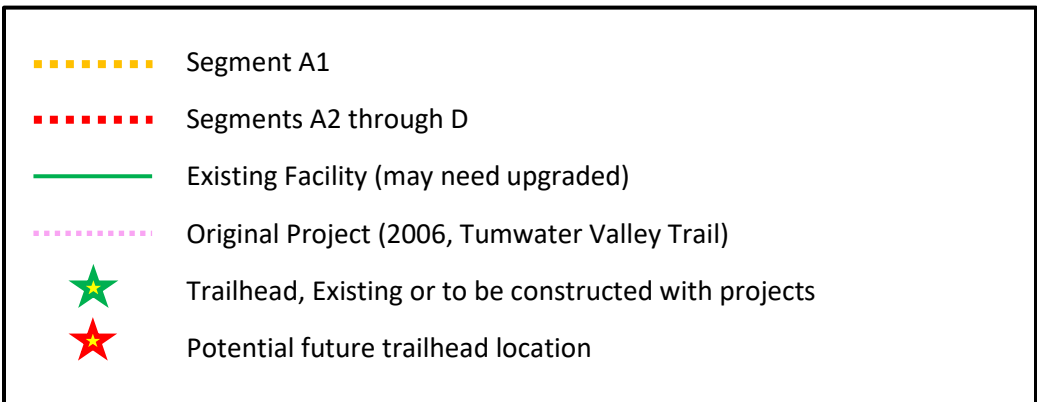 Segment A1
Segments A2 through D
Existing Facility (may need upgraded)
Original Project (2006, Tumwater Valley Trail)
Trailhead, Existing or to be constructed with projects
Potential future trailhead location